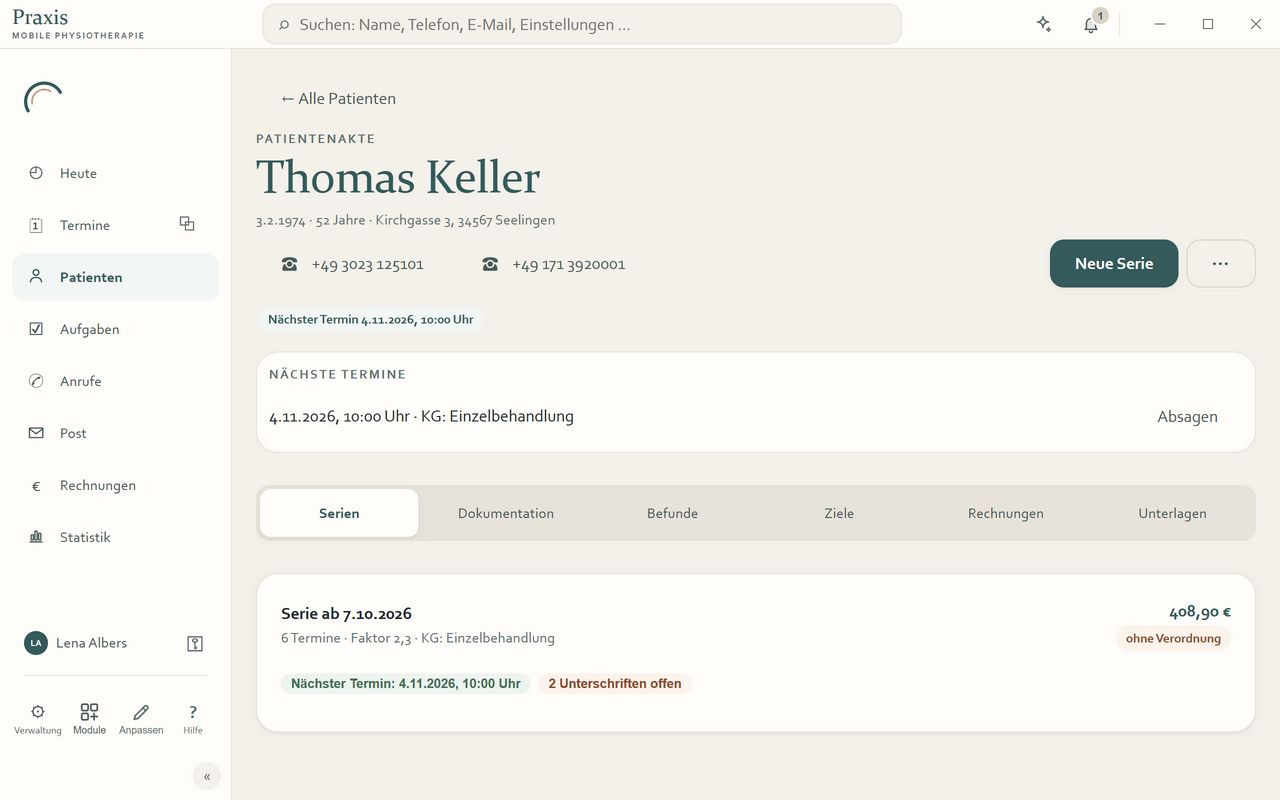 Praxis
MOBILE PHYSIOTHERAPIE
Suchen: Name, Telefon, E-Mail, Einstellungen ...
1
Heute
1 Termine
Patienten
Aufgaben
Anrufe
Post
€ Rechnungen
Statistik
LA Lena Albers
Verwaltung Module Anpassen ? Hilfe
«
← Alle Patienten
PATIENTENAKTE
Thomas Keller
3.2.1974 · 52 Jahre · Kirchgasse 3, 34567 Seelingen
+49 3023 125101 +49 171 3920001
Neue Serie ···
Nächster Termin 4.11.2026, 10:00 Uhr
NÄCHSTE TERMINE
4.11.2026, 10:00 Uhr · KG: Einzelbehandlung Absagen
Serien Dokumentation Befunde Ziele Rechnungen Unterlagen
Serie ab 7.10.2026 408,90 €
6 Termine · Faktor 2,3 · KG: Einzelbehandlung ohne Verordnung
Nächster Termin: 4.11.2026, 10:00 Uhr 2 Unterschriften offen